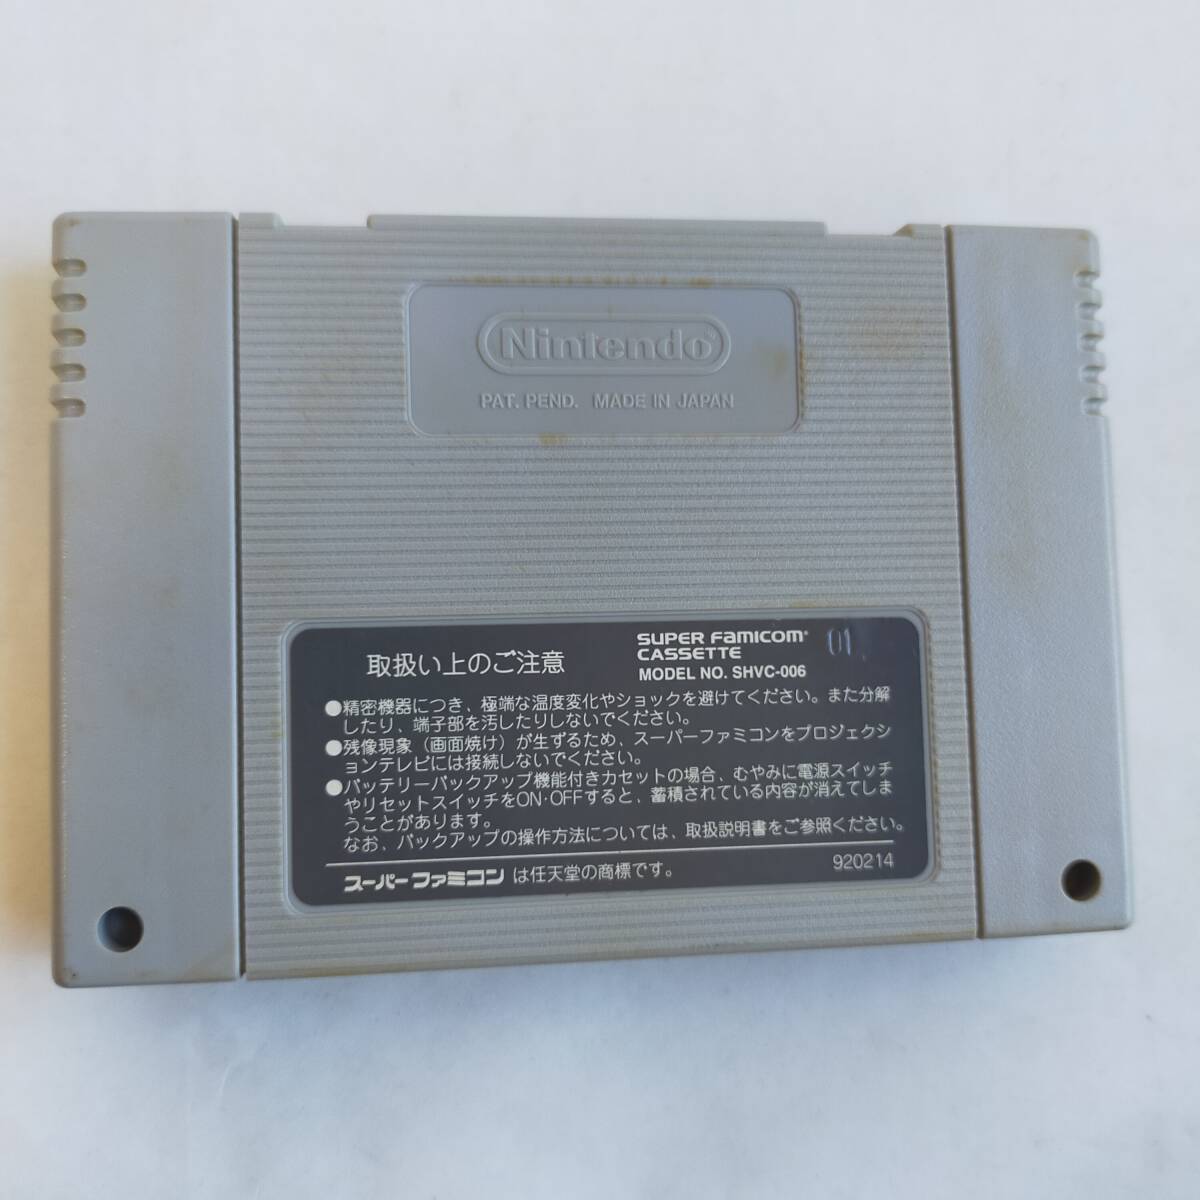 Nintendo
PAT. PEND. MADE IN JAPAN
取扱い上のご注意
SUPER FAMICOM
CASSETTE
MODEL NO. SHVC-006
01
●精密機器につき、極端な温度変化やショックを避けてください。また分解
したり、端子部を汚したりしないでください。
●残像現象(画面焼け)が生ずるため、スーパーファミコンをプロジェクシ
ョンテレビには接続しないでください。
●バッテリーバックアップ機能付きカセットの場合、むやみに電源スイッチ
やリセットスイッチをON・OFFすると、蓄積されている内容が消えてしま
うことがあります。
なお、バックアップの操作方法については、取扱説明書をご参照ください。
スーパーファミコン は任天堂の商標です。
920214